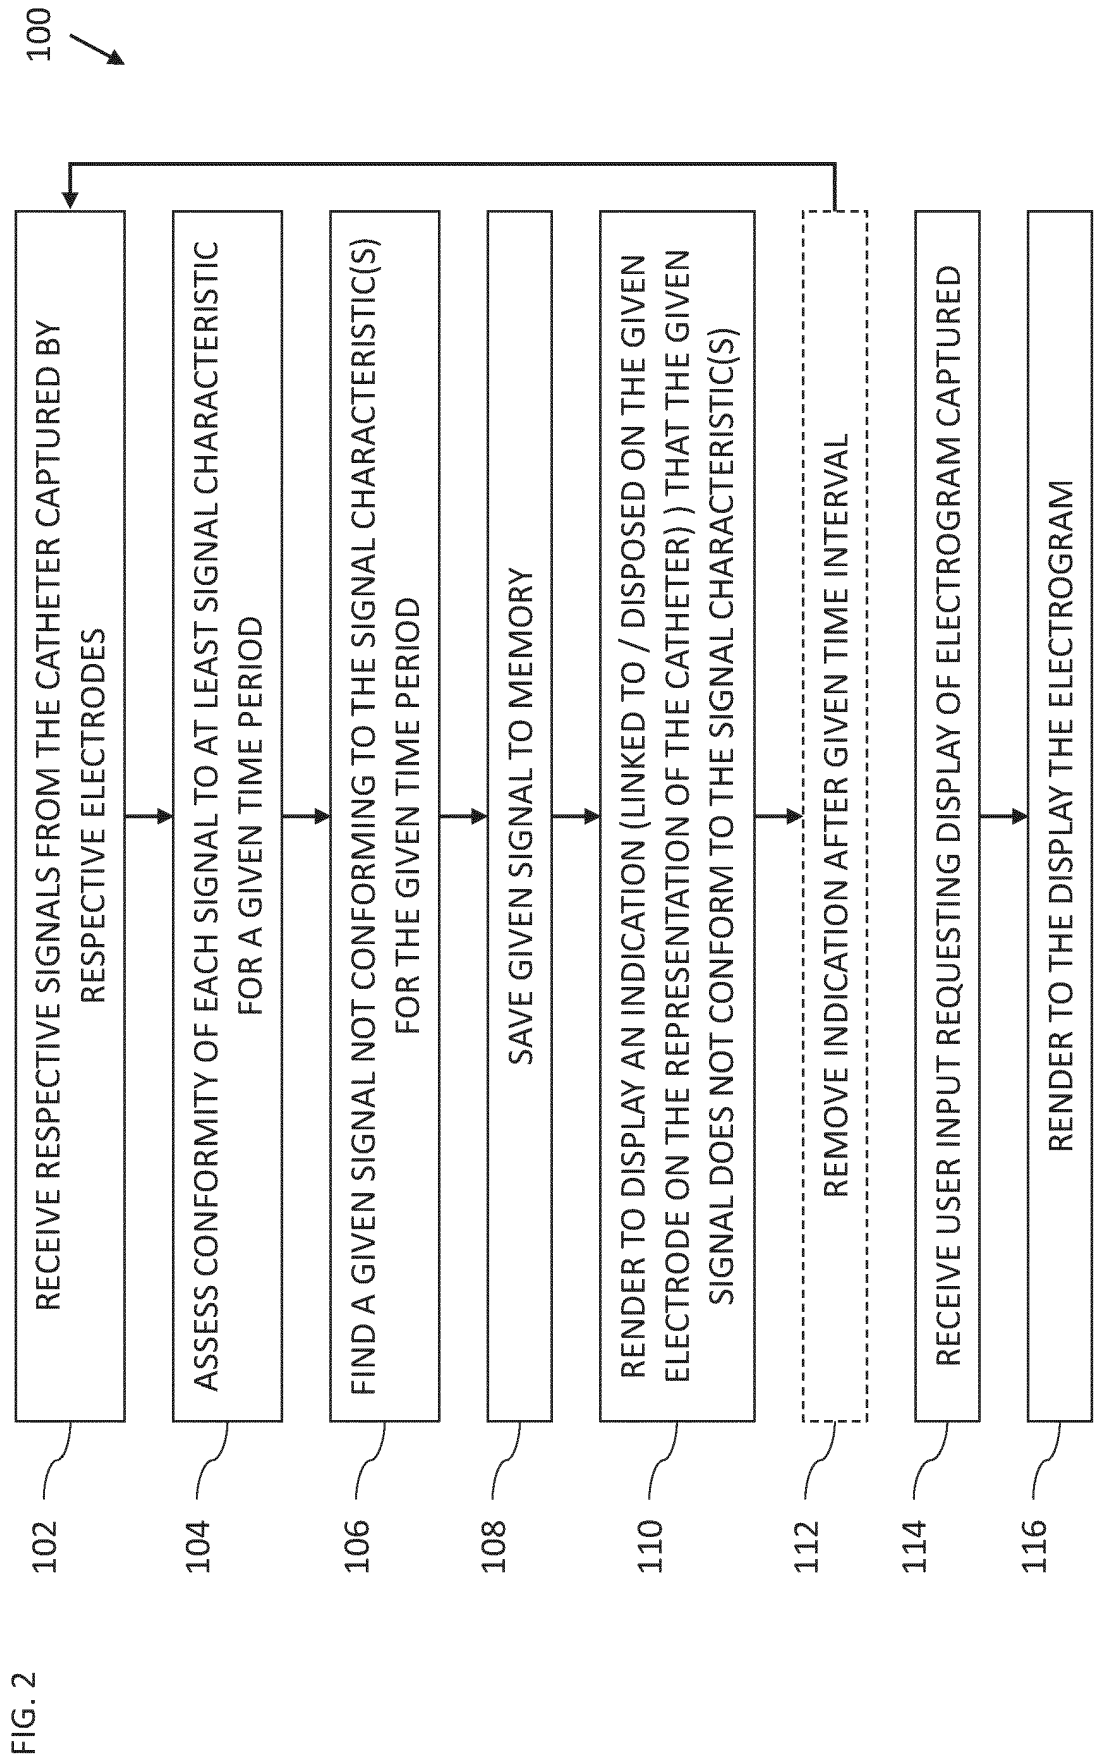 FIG. 2
100
102
RECEIVE RESPECTIVE SIGNALS FROM THE CATHETER CAPTURED BY
RESPECTIVE ELECTRODES
104
ASSESS CONFORMITY OF EACH SIGNAL TO AT LEAST SIGNAL CHARACTERISTIC
FOR A GIVEN TIME PERIOD
106
FIND A GIVEN SIGNAL NOT CONFORMING TO THE SIGNAL CHARACTERISTIC(S)
FOR THE GIVEN TIME PERIOD
108
SAVE GIVEN SIGNAL TO MEMORY
110
RENDER TO DISPLAY AN INDICATION (LINKED TO / DISPOSED ON THE GIVEN
ELECTRODE ON THE REPRESENTATION OF THE CATHETER) ) THAT THE GIVEN
SIGNAL DOES NOT CONFORM TO THE SIGNAL CHARACTERISTIC(S)
112
REMOVE INDICATION AFTER GIVEN TIME INTERVAL
114
RECEIVE USER INPUT REQUESTING DISPLAY OF ELECTROGRAM CAPTURED
116
RENDER TO THE DISPLAY THE ELECTROGRAM